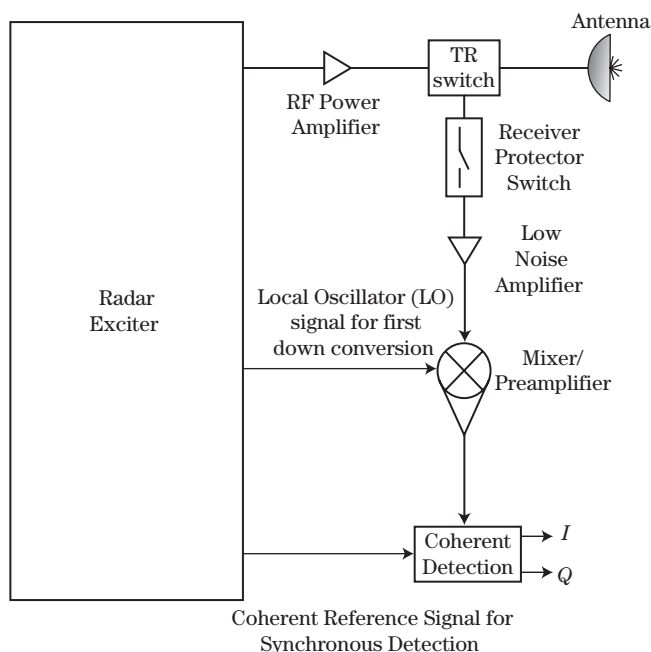 Antenna
TR
switch
RF Power
Amplifier
Receiver
Protector
Switch
Low
Noise
Amplifier
Radar
Exciter
Local Oscillator (LO)
signal for first
down conversion
Mixer/
Preamplifier
Coherent
Detection
I
Q
Coherent Reference Signal for
Synchronous Detection